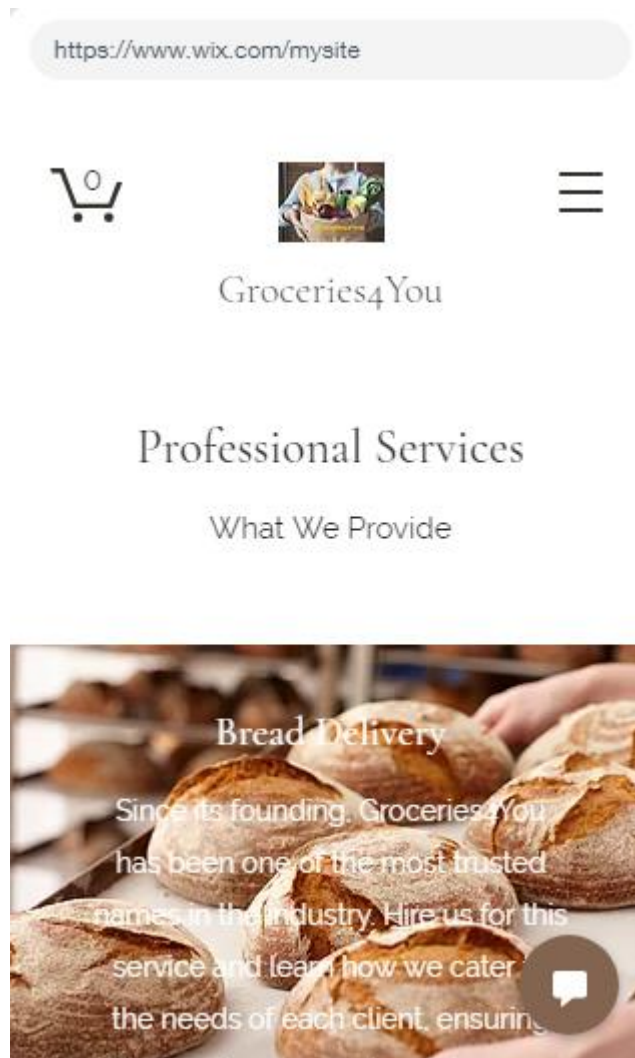 https://www.wix.com/mysite
0
Groceries4You
Professional Services
What We Provide
Bread Delivery
Since its founding, Groceries4You
has been one of the most trusted
names in the industry. Hire us for this
service and learn how we cater
the needs of each client, ensuring